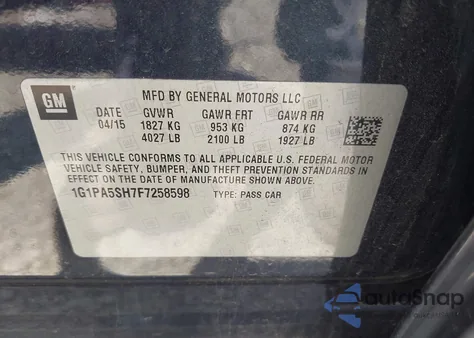 GM
MFD BY GENERAL MOTORS LLC
DATE GVWR GAWR FRT GAWR RR
04/15 1827 KG 953 KG 874 KG
4027 LB 2100 LB 1927 LB
THIS VEHICLE CONFORMS TO ALL APPLICABLE U.S. FEDERAL MOTOR
VEHICLE SAFETY, BUMPER, AND THEFT PREVENTION STANDARDS IN
EFFECT ON THE DATE OF MANUFACTURE SHOWN ABOVE.
1G1PA5SH7F7258598 TYPE: PASS CAR
autoSnap